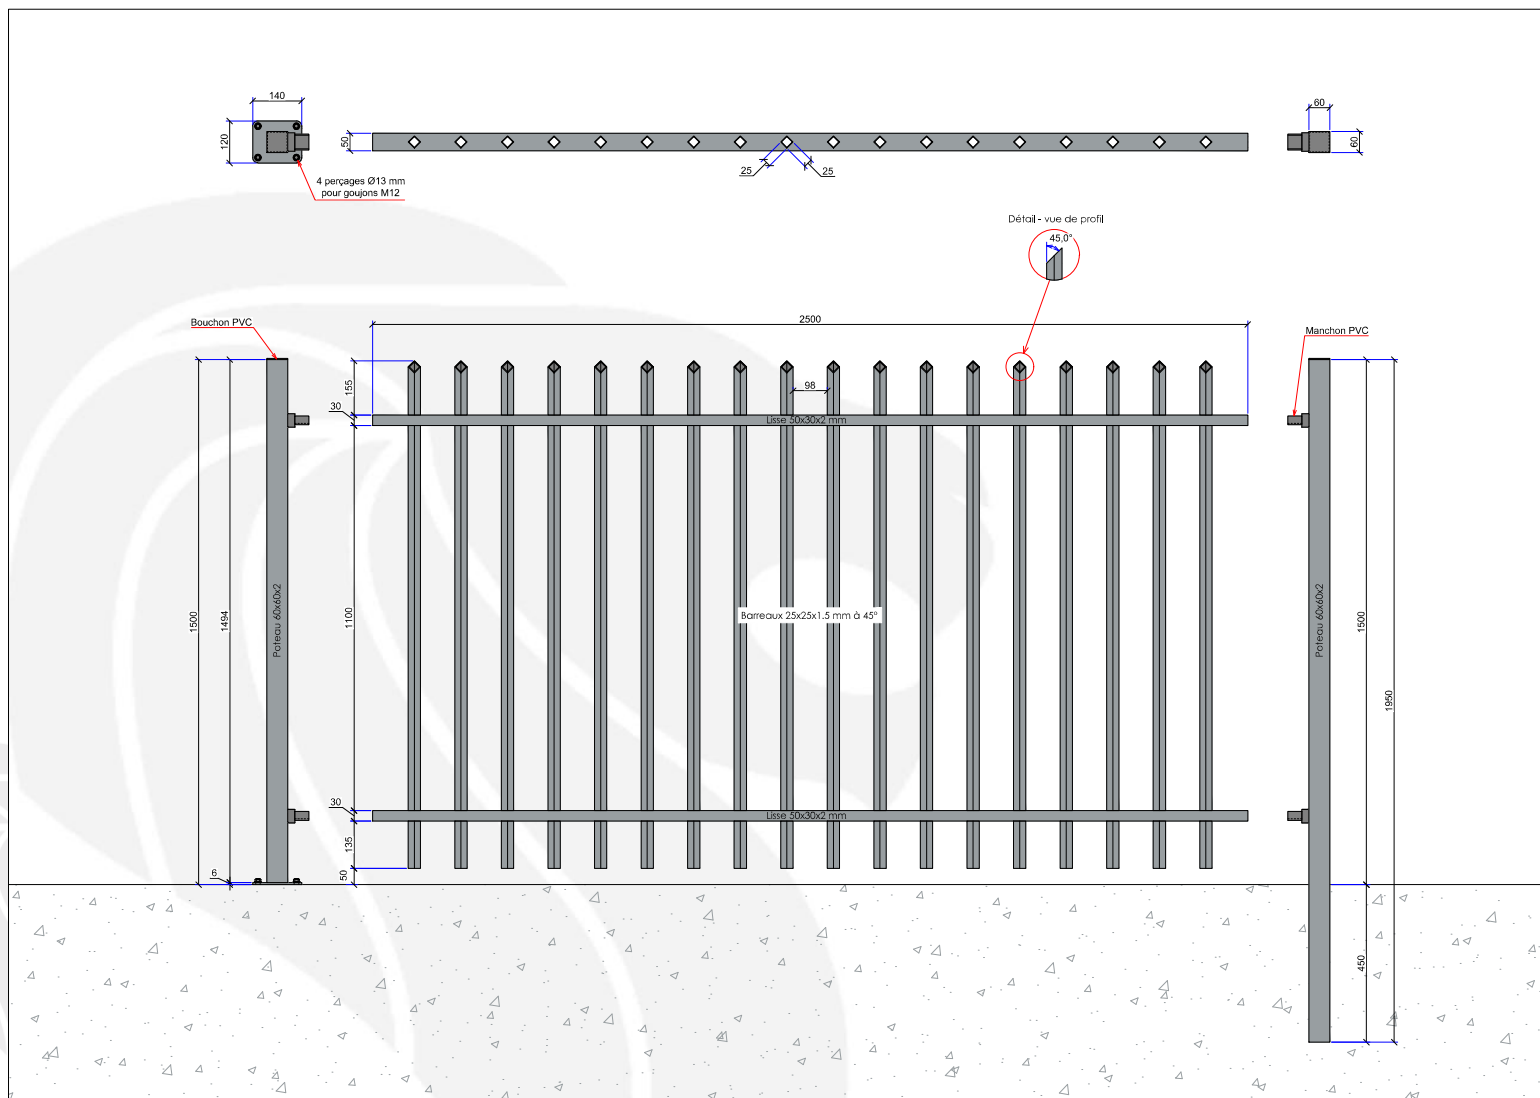 140
60
120
50
60
25
25
4 perçages Ø13 mm
pour goujons M12
Détail - vue de profil
45,0°
Bouchon PVC
2500
Manchon PVC
155
98
30
Lisse 50x30x2 mm
1500
1494
Poteau 60x60x2
1100
Barreaux 25x25x1.5 mm à 45°
Poteau 60x60x2
1500
1950
30
Lisse 50x30x2 mm
135
6
50
450